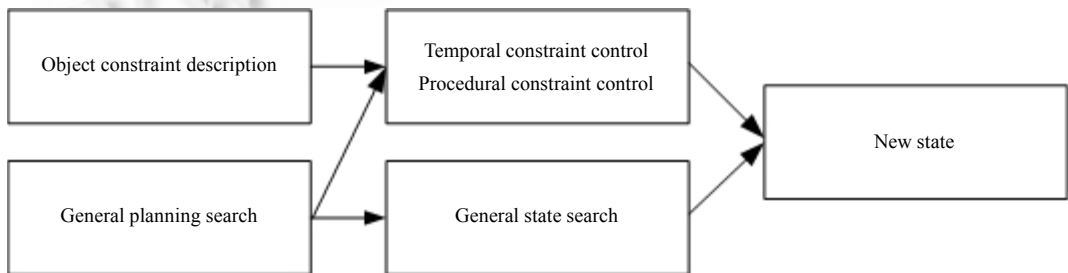 Object constraint description
Temporal constraint control
Procedural constraint control
New state
General planning search
General state search